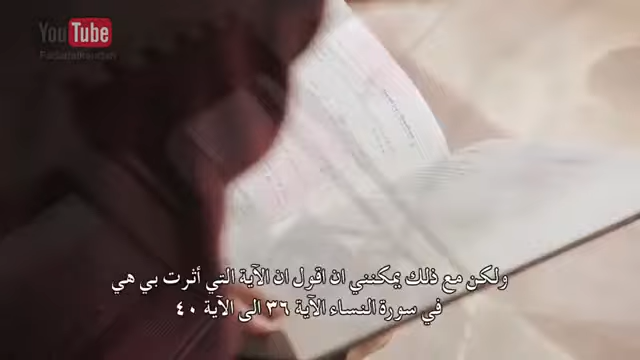 YouTube
ولكن مع ذلك يمكنني ان اقول ان الآية التي أثرت بي هي
في سورة النساء الآية ٣٦ الى الآية ٤٠